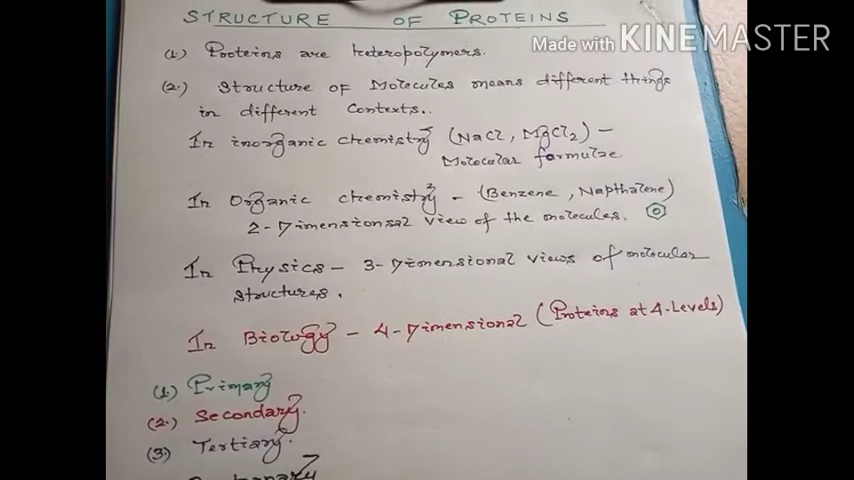 STRUCTURE OF PROTEINS
Made with KINEMASTER
(1.) Proteins are heteropolymers.
(2.) Structure of Molecules means different things
in different Contexts..
In inorganic chemistry (NaCl, MgCl2) -
Molocular formulae
In Organic chemistry - (Benzene, Napthalene)
2-Dimensionsal view of the molecules.
In Physics - 3-Dimensional views of molecular
structures.
In Biology - 4-Dimensional (Proteins at 4-Levels)
(1.) Primary
(2.) Secondary.
(3.) Tertiary.